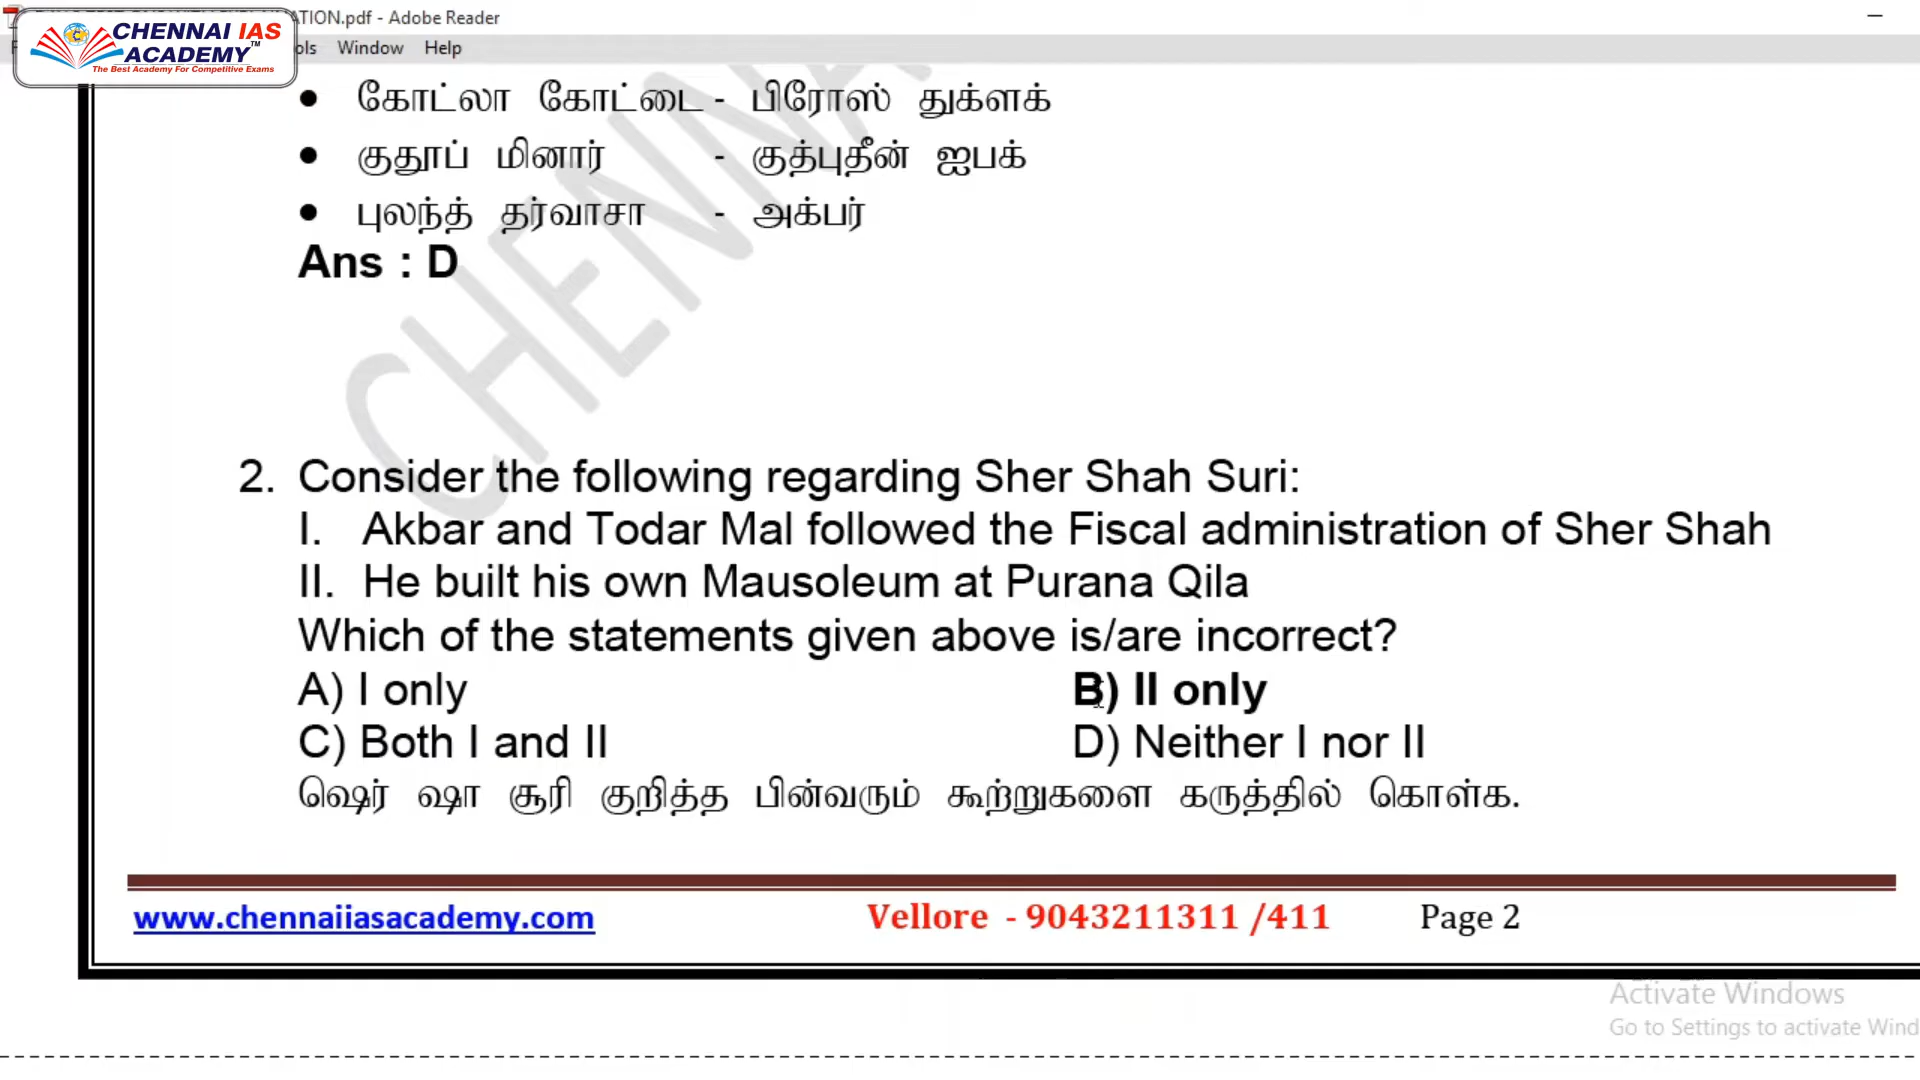 ATION.pdf - Adobe Reader
CHENNAI IAS
ACADEMY™
The Best Academy For Competitive Exams
ols Window Help
• கோட்லா கோட்டை - பிரோஸ் துக்ளக்
• குதூப் மினார் - குத்புதீன் ஐபக்
• புலந்த் தர்வாசா - அக்பர்
Ans : D
2. Consider the following regarding Sher Shah Suri:
I. Akbar and Todar Mal followed the Fiscal administration of Sher Shah
II. He built his own Mausoleum at Purana Qila
Which of the statements given above is/are incorrect?
A) I only B) II only
C) Both I and II D) Neither I nor II
ஷெர் ஷா சூரி குறித்த பின்வரும் கூற்றுகளை கருத்தில் கொள்க.
www.chennaiiasacademy.com Vellore - 9043211311 /411 Page 2
Activate Windows
Go to Settings to activate Wind
CHENNA